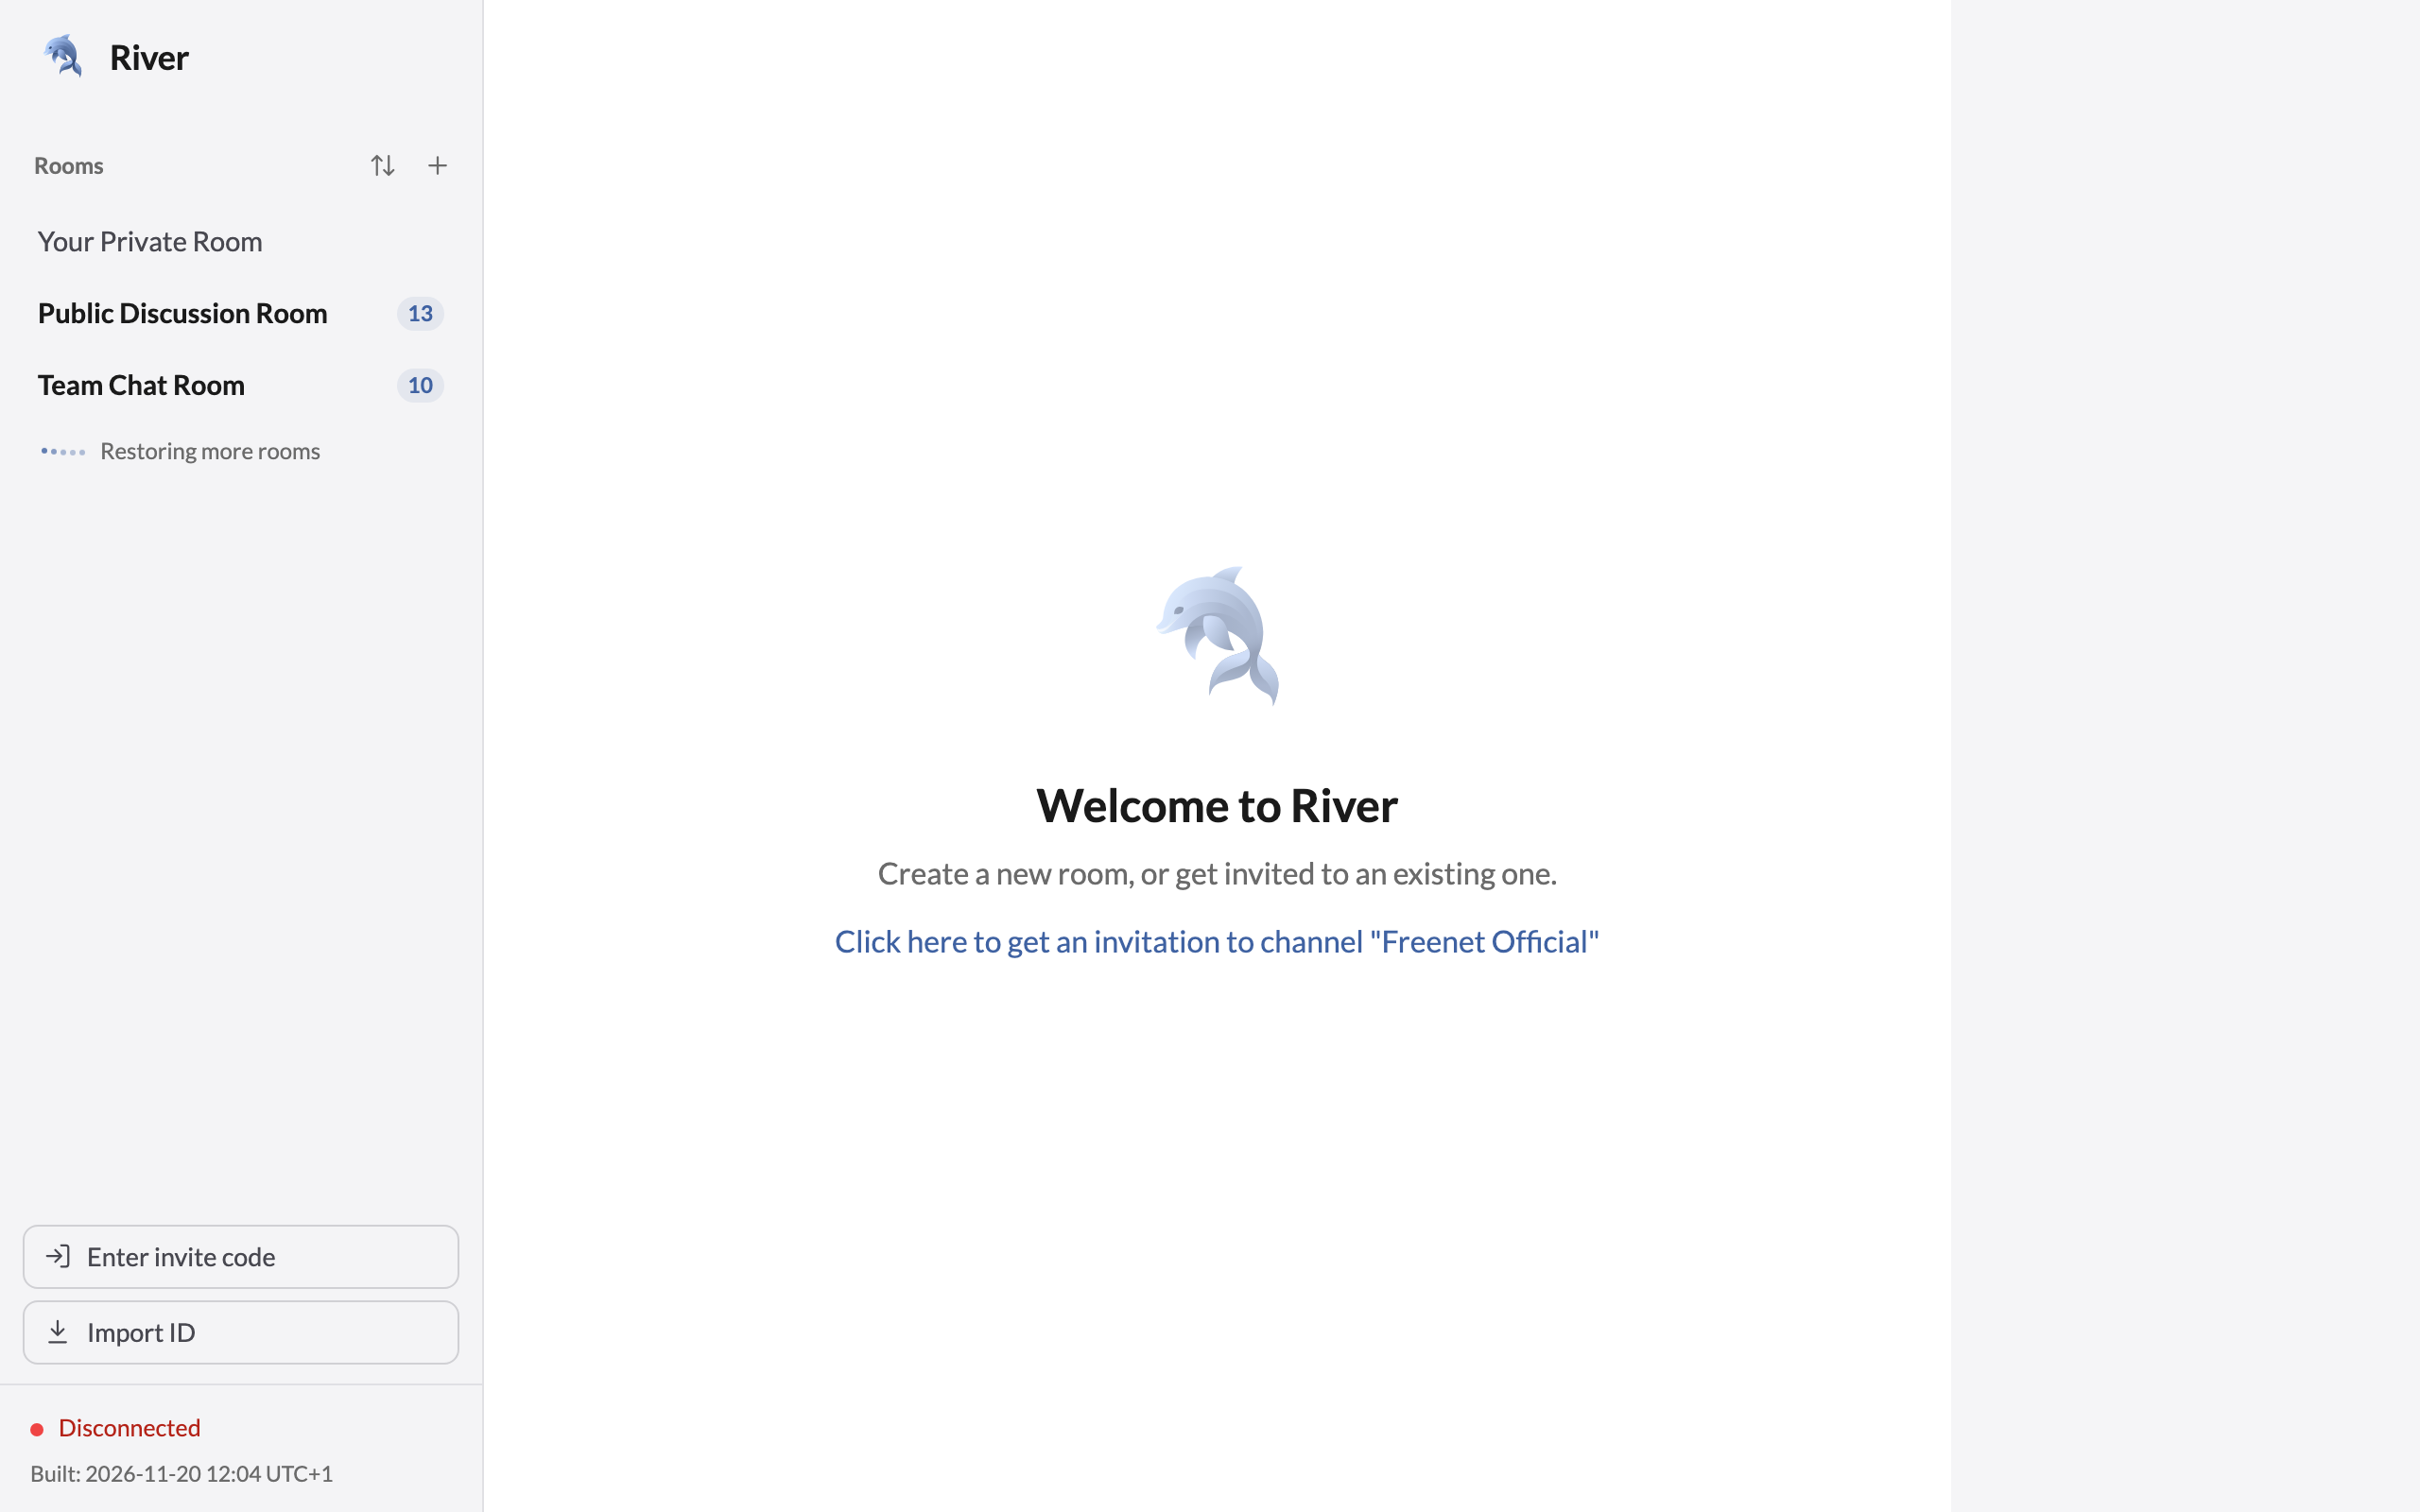 River
Rooms
Your Private Room
Public Discussion Room 13
Team Chat Room 10
Restoring more rooms
Welcome to River
Create a new room, or get invited to an existing one.
Click here to get an invitation to channel "Freenet Official"
Enter invite code
Import ID
Disconnected
Built: 2026-11-20 12:04 UTC+1